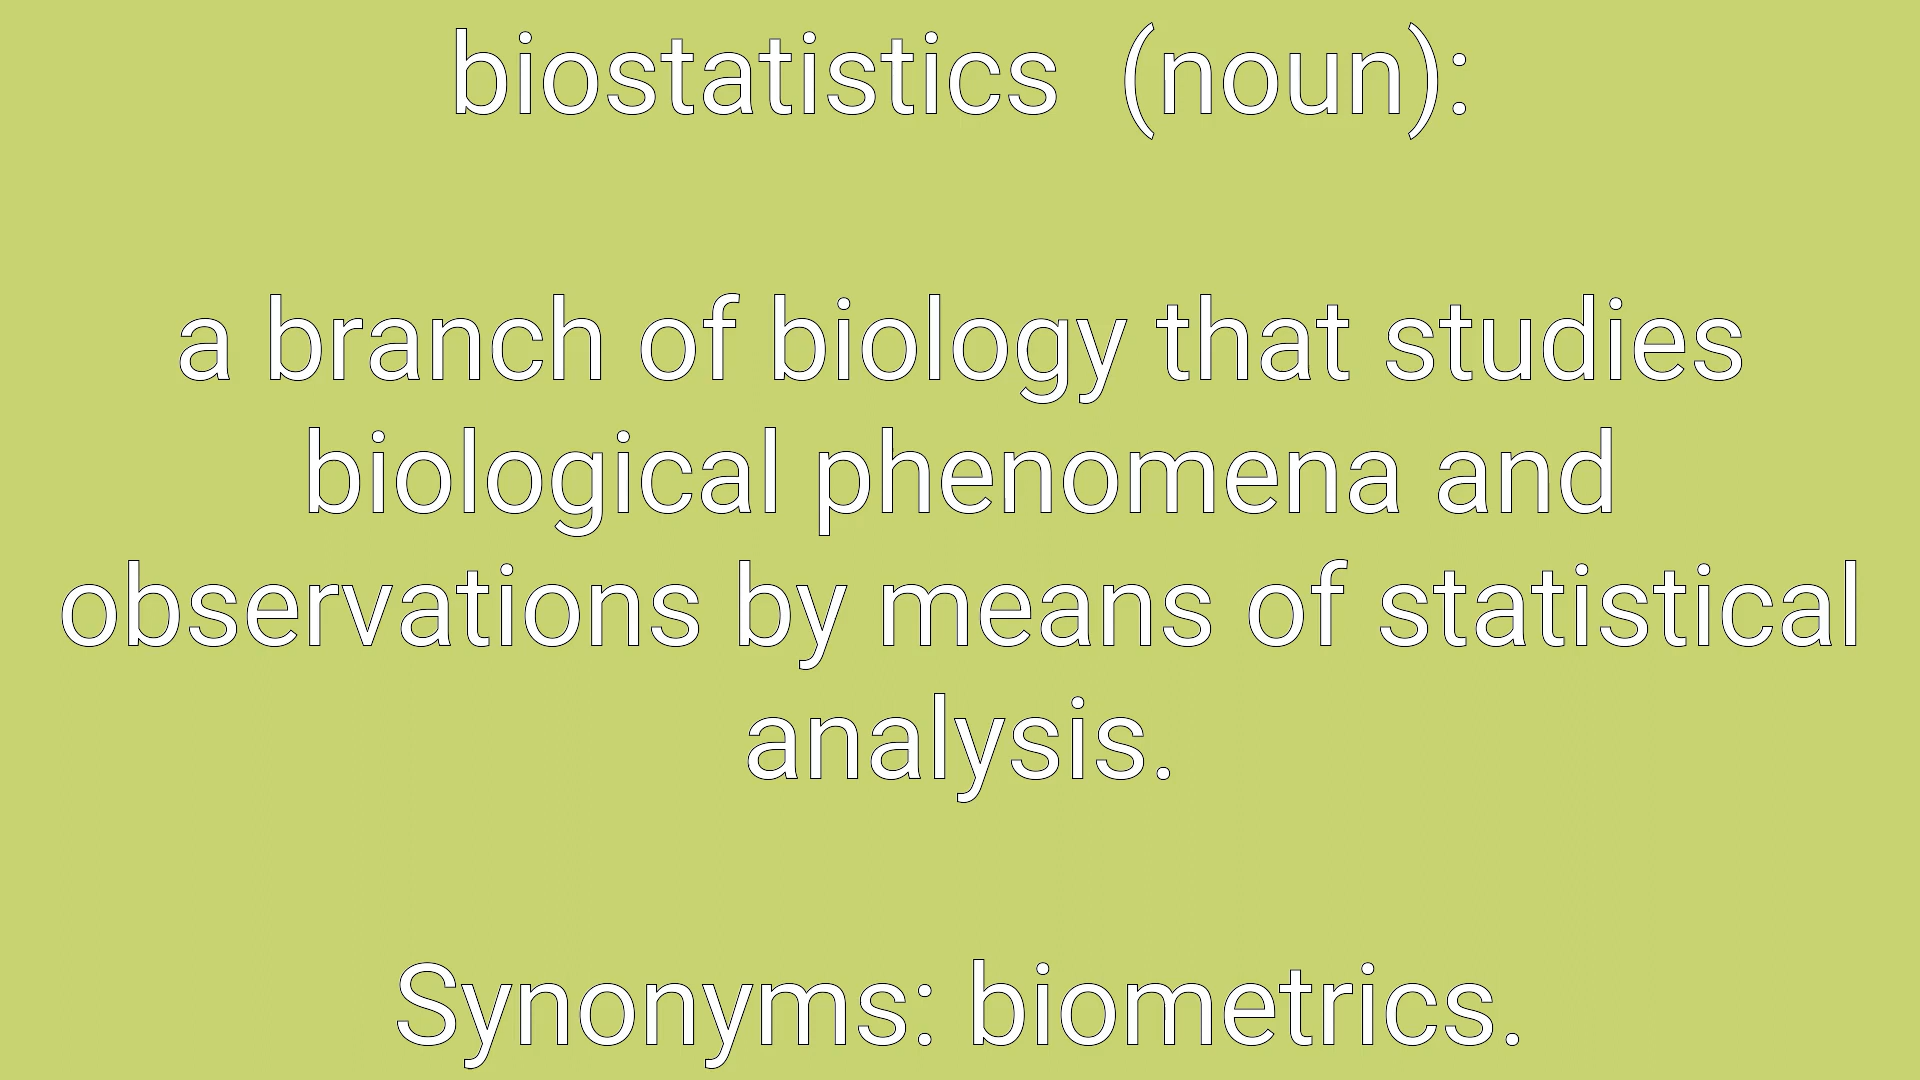 biostatistics  (noun):
a branch of biology that studies
biological phenomena and
observations by means of statistical
analysis.
Synonyms: biometrics.